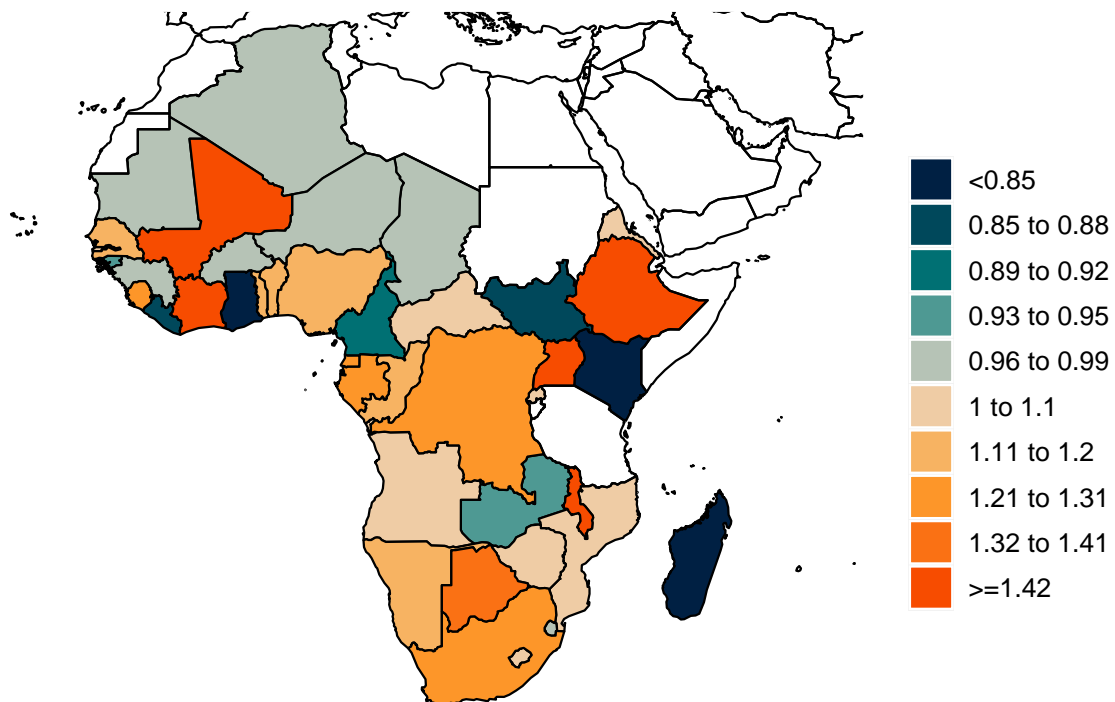 <0.85
0.85 to 0.88
0.89 to 0.92
0.93 to 0.95
0.96 to 0.99
1 to 1.1
1.11 to 1.2
1.21 to 1.31
1.32 to 1.41
>=1.42